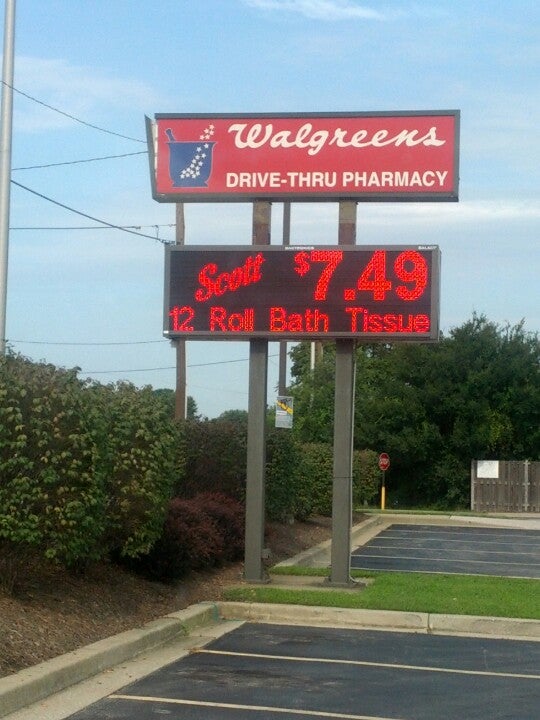 Walgreens
DRIVE-THRU PHARMACY
Scott $7.49
12 Roll Bath Tissue